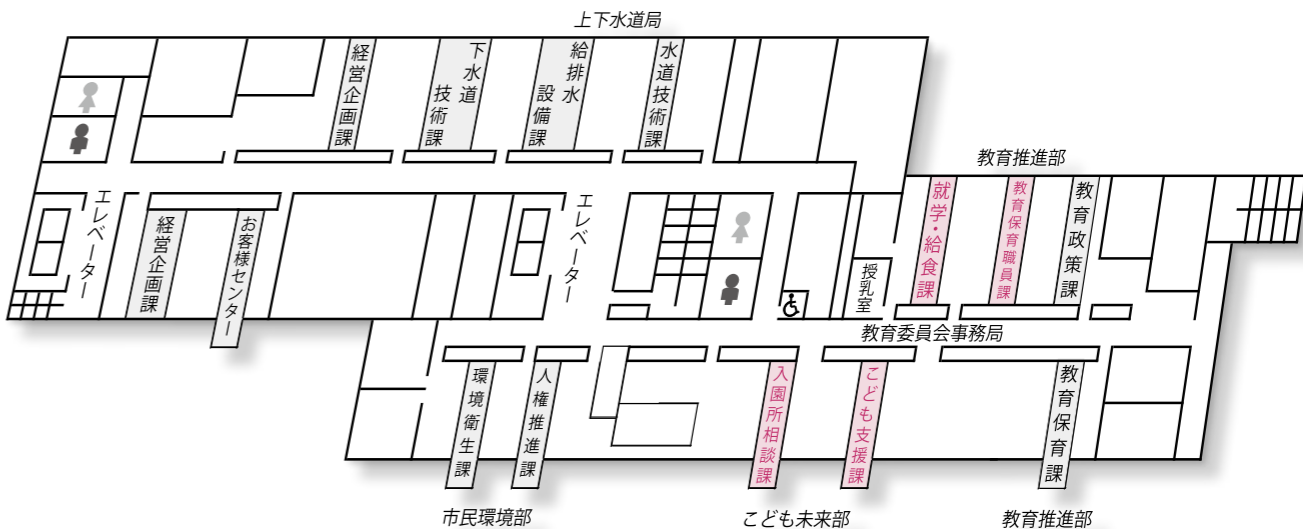 上下水道局
経営企画課
下水道
技術課
給排水
設備課
水道技術課
教育推進部
就学・給食課
教育保育職員課
教育政策課
エレベーター
経営企画課
お客様センター
エレベーター
授乳室
教育委員会事務局
環境衛生課
人権推進課
入園所相談課
こども支援課
教育保育課
市民環境部
こども未来部
教育推進部